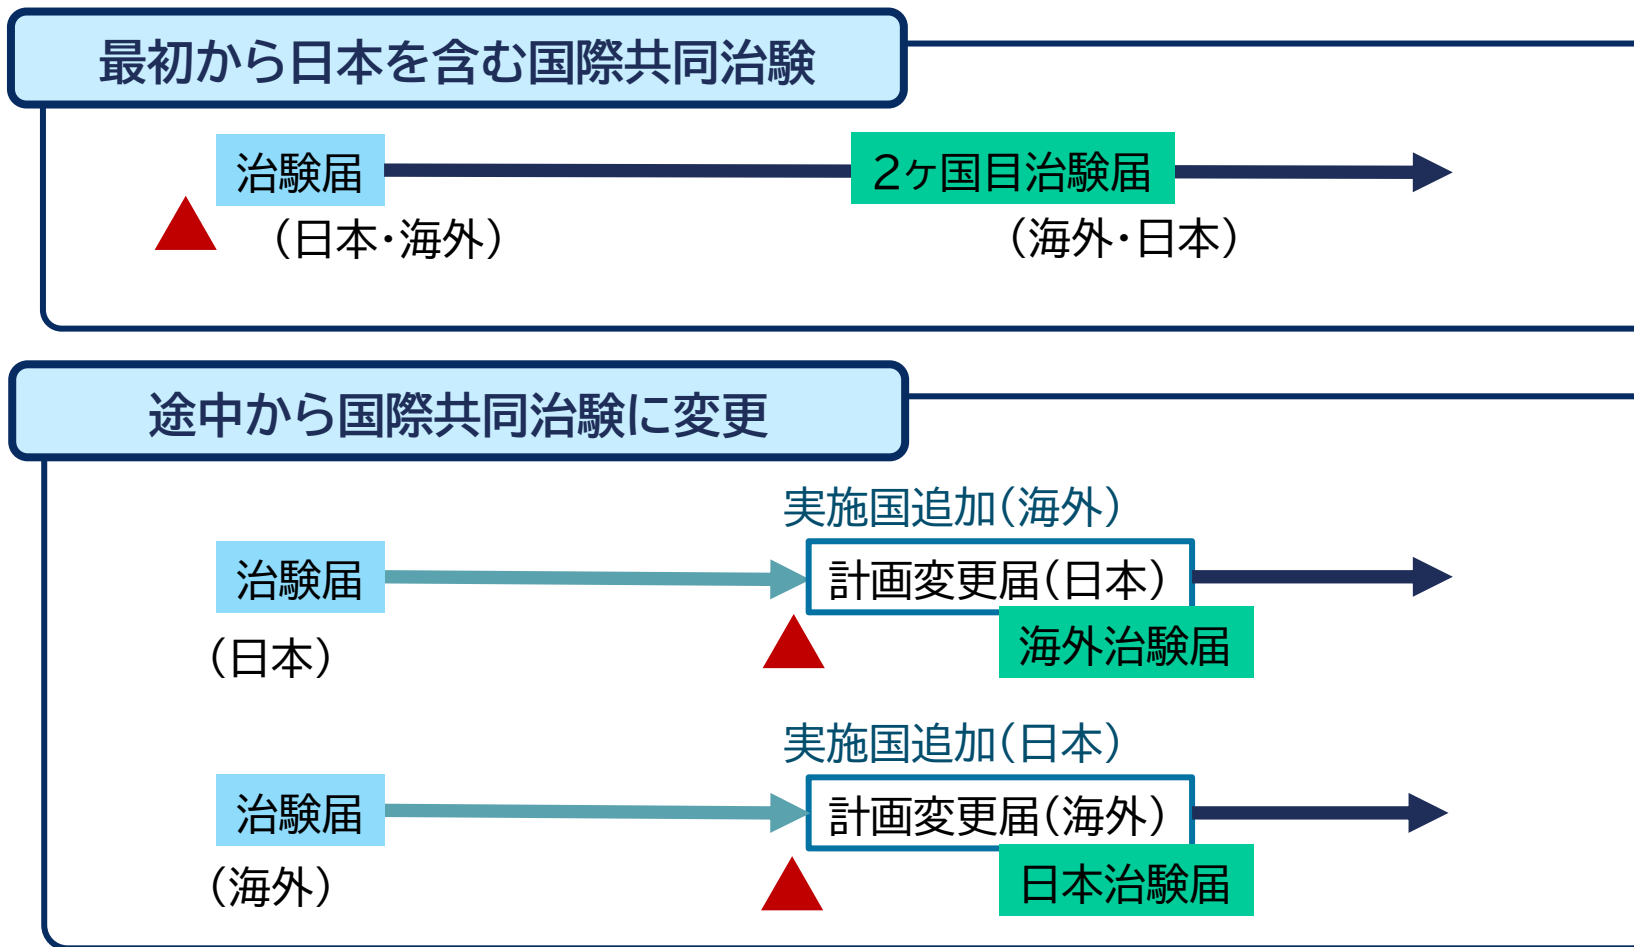 最初から日本を含む国際共同治験
治験届
2ヶ国目治験届
（日本・海外）
（海外・日本）
途中から国際共同治験に変更
実施国追加（海外）
治験届
計画変更届（日本）
（日本）
海外治験届
実施国追加（日本）
治験届
計画変更届（海外）
（海外）
日本治験届